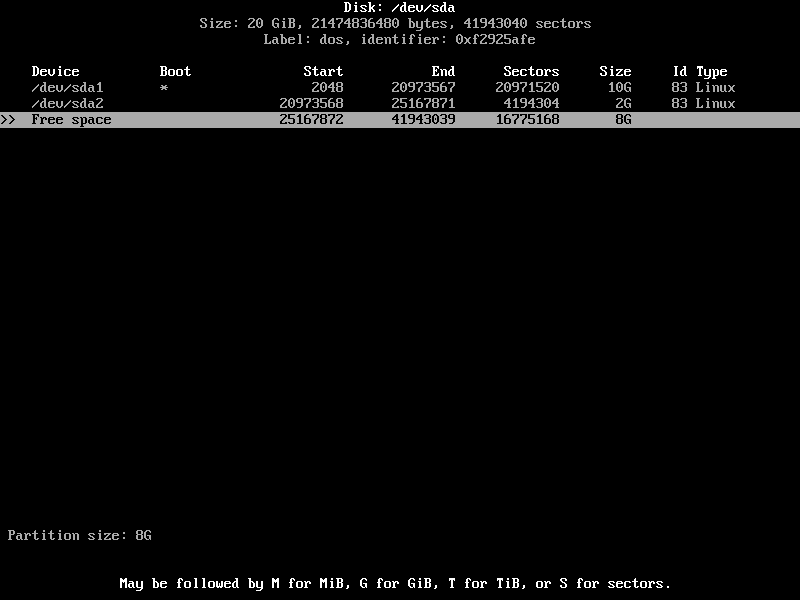 Disk: /dev/sda
Size: 20 GiB, 21474836480 bytes, 41943040 sectors
Label: dos, identifier: 0xf2925afe
Device Boot Start End Sectors Size Id Type
/dev/sda1 * 2048 20973567 20971520 10G 83 Linux
/dev/sda2 20973568 25167871 4194304 2G 83 Linux
>> Free space 25167872 41943039 16775168 8G
Partition size: 8G
May be followed by M for MiB, G for GiB, T for TiB, or S for sectors.